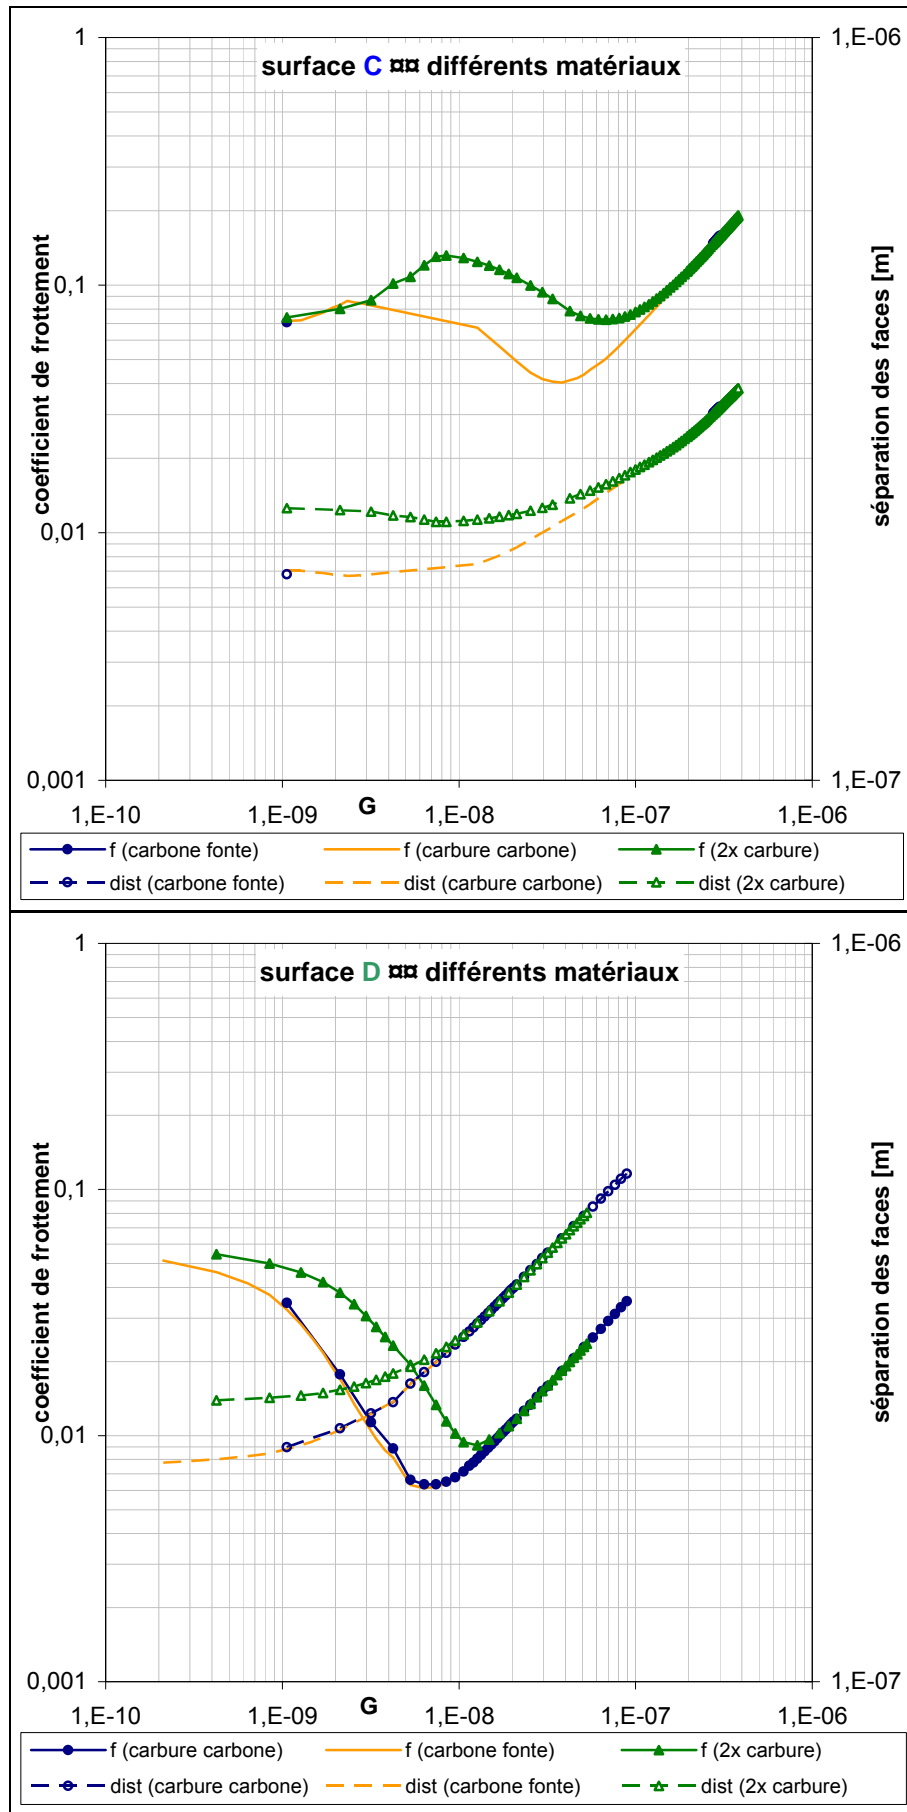 surface C ¤¤ différents matériaux
1
0,1
0,01
0,001
coefficient de frottement
1,E-06
1,E-07
séparation des faces [m]
1,E-10
1,E-09
1,E-08
1,E-07
1,E-06
G
f (carbone fonte)
f (carbure carbone)
f (2x carbure)
dist (carbone fonte)
dist (carbure carbone)
dist (2x carbure)
surface D ¤¤ différents matériaux
1
0,1
0,01
0,001
coefficient de frottement
1,E-06
1,E-07
séparation des faces [m]
1,E-10
1,E-09
1,E-08
1,E-07
1,E-06
G
f (carbure carbone)
f (carbone fonte)
f (2x carbure)
dist (carbure carbone)
dist (carbone fonte)
dist (2x carbure)